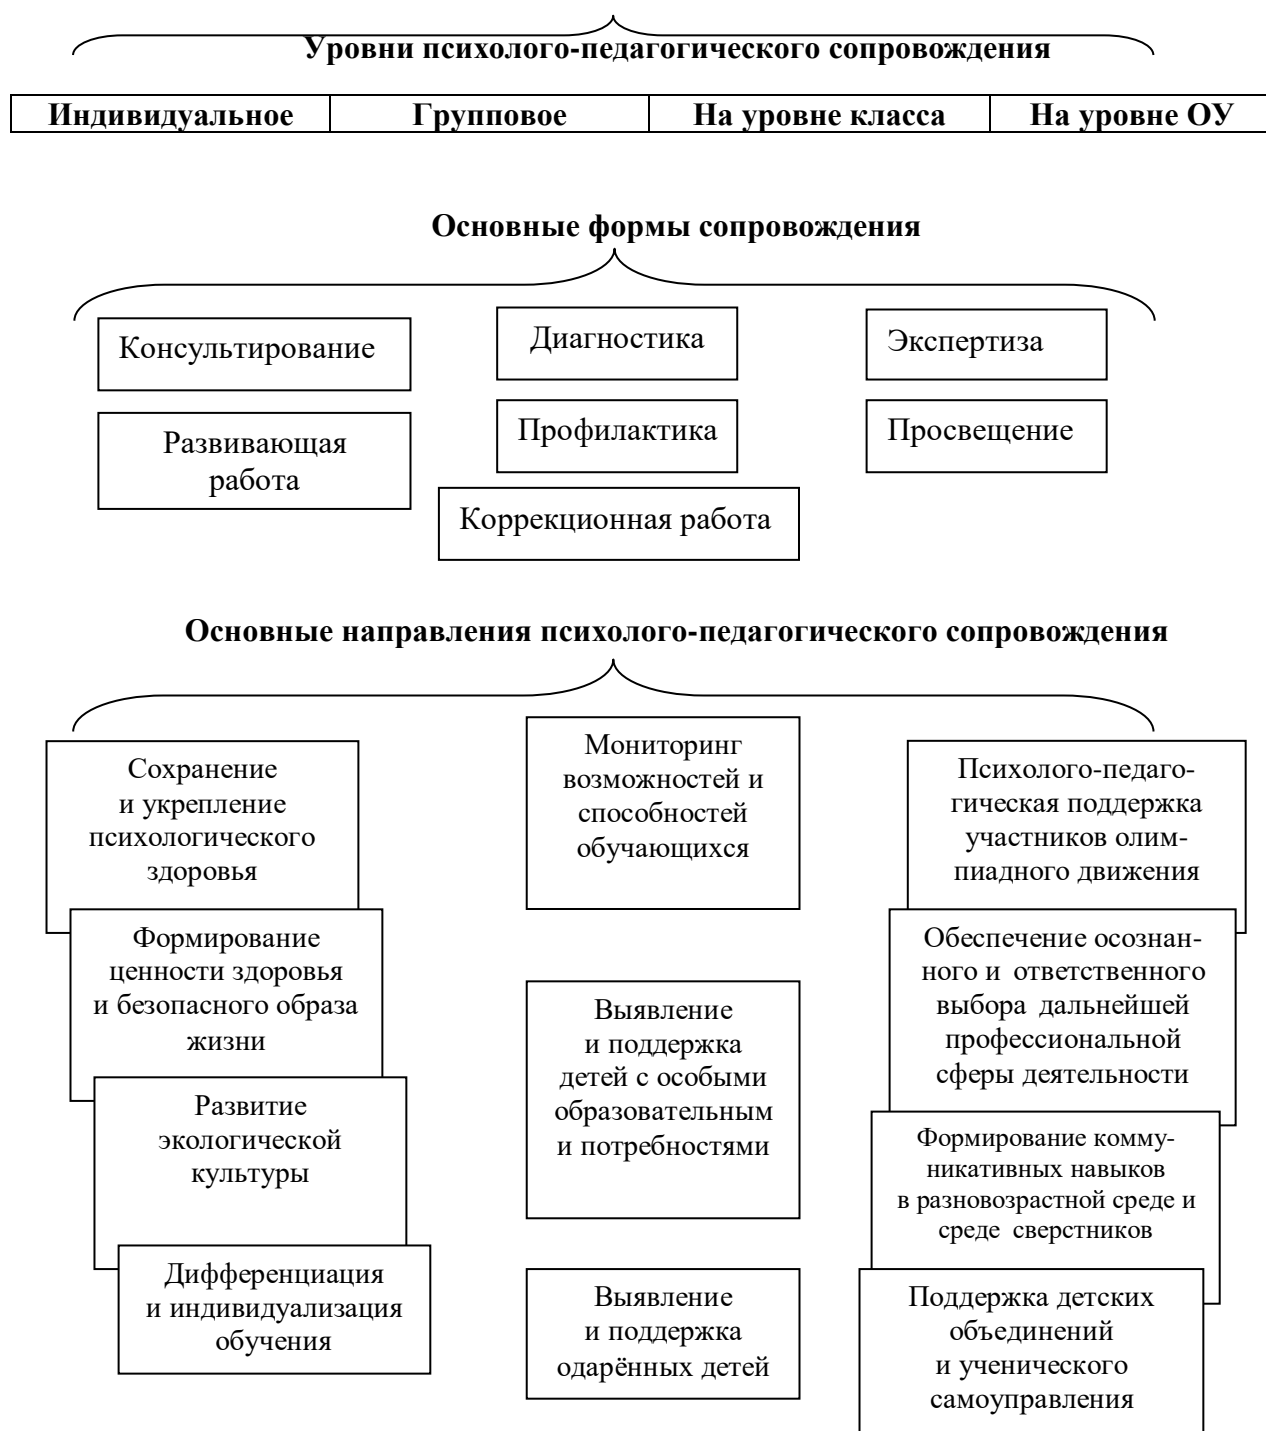 Уровни психолого-педагогического сопровождения
Индивидуальное
Групповое
На уровне класса
На уровне ОУ
Основные формы сопровождения
Консультирование
Диагностика
Экспертиза
Развивающая
работа
Профилактика
Просвещение
Коррекционная работа
Основные направления психолого-педагогического сопровождения
Сохранение
и укрепление
психологического
здоровья
Формирование
ценности здоровья
и безопасного образа
жизни
Развитие
экологической
культуры
Дифференциация
и индивидуализация
обучения
Мониторинг
возможностей и
способностей
обучающихся
Выявление
и поддержка
детей с особыми
образовательным
и потребностями
Выявление
и поддержка
одарённых детей
Психолого-педаго-
гическая поддержка
участников олим-
пиадного движения
Обеспечение осознан-
ного и ответственного
выбора дальнейшей
профессиональной
сферы деятельности
Формирование комму-
никативных навыков
в разновозрастной среде и
среде сверстников
Поддержка детских
объединений
и ученического
самоуправления